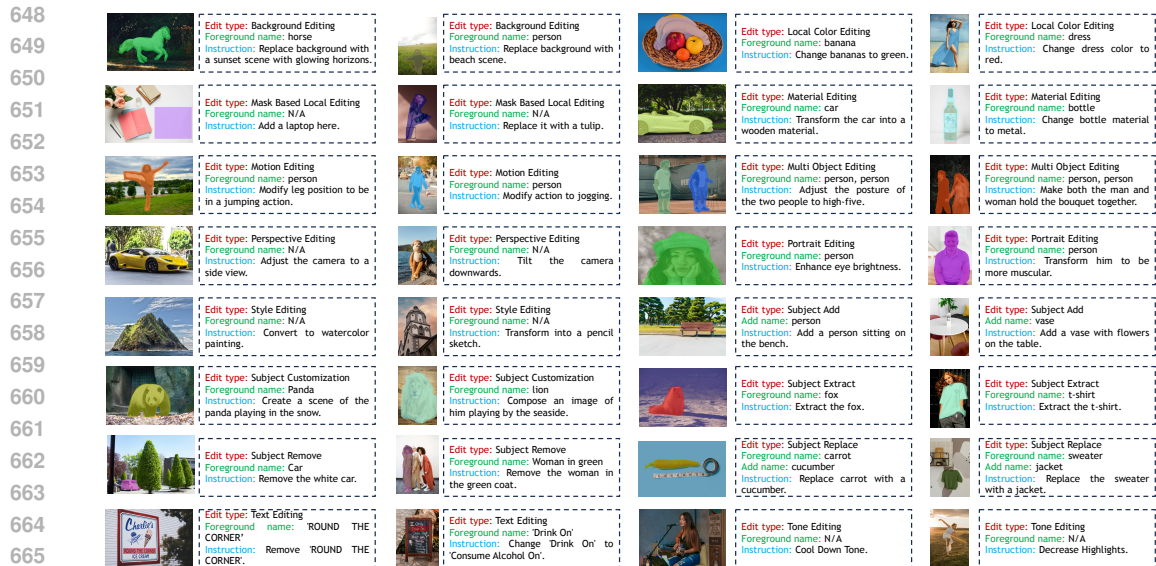 648
649
650
651
652
653
654
655
656
657
658
659
660
661
662
663
664
665
Edit type: Background Editing
Foreground name: horse
Instruction: Replace background with
a sunset scene with glowing horizons.
Edit type: Background Editing
Foreground name: person
Instruction: Replace background with
beach scene.
Edit type: Local Color Editing
Foreground name: banana
Instruction: Change bananas to green.
Edit type: Local Color Editing
Foreground name: dress
Instruction: Change dress color to
red.
Edit type: Mask Based Local Editing
Foreground name: N/A
Instruction: Add a laptop here.
Edit type: Mask Based Local Editing
Foreground name: N/A
Instruction: Replace it with a tulip.
Edit type: Material Editing
Foreground name: car
Instruction: Transform the car into a
wooden material.
Edit type: Material Editing
Foreground name: bottle
Instruction: Change bottle material
to metal.
Edit type: Motion Editing
Foreground name: person
Instruction: Modify leg position to be
in a jumping action.
Edit type: Motion Editing
Foreground name: person
Instruction: Modify action to jogging.
Edit type: Multi Object Editing
Foreground name: person, person
Instruction: Adjust the posture of
the two people to high-five.
Edit type: Multi Object Editing
Foreground name: person, person
Instruction: Make both the man and
woman hold the bouquet together.
Edit type: Perspective Editing
Foreground name: N/A
Instruction: Adjust the camera to a
side view.
Edit type: Perspective Editing
Foreground name: N/A
Instruction: Tilt the camera
downwards.
Edit type: Portrait Editing
Foreground name: person
Instruction: Enhance eye brightness.
Edit type: Portrait Editing
Foreground name: person
Instruction: Transform him to be
more muscular.
Edit type: Style Editing
Foreground name: N/A
Instruction: Convert to watercolor
painting.
Edit type: Style Editing
Foreground name: N/A
Instruction: Transform into a pencil
sketch.
Edit type: Subject Add
Add name: person
Instruction: Add a person sitting on
the bench.
Edit type: Subject Add
Add name: vase
Instruction: Add a vase with flowers
on the table.
Edit type: Subject Customization
Foreground name: Panda
Instruction: Create a scene of the
panda playing in the snow.
Edit type: Subject Customization
Foreground name: lion
Instruction: Compose an image of
him playing by the seaside.
Edit type: Subject Extract
Foreground name: fox
Instruction: Extract the fox.
Edit type: Subject Extract
Foreground name: t-shirt
Instruction: Extract the t-shirt.
Edit type: Subject Remove
Foreground name: Car
Instruction: Remove the white car.
Edit type: Subject Remove
Foreground name: Woman in green
Instruction: Remove the woman in
the green coat.
Edit type: Subject Replace
Foreground name: carrot
Add name: cucumber
Instruction: Replace carrot with a
cucumber.
Edit type: Subject Replace
Foreground name: sweater
Add name: jacket
Instruction: Replace the sweater
with a jacket.
Charlie's
ROUND THE CORNER
ICE CREAM
Edit type: Text Editing
Foreground name: 'ROUND THE
CORNER'
Instruction: Remove 'ROUND THE
CORNER'.
Drink On
Edit type: Text Editing
Foreground name: 'Drink On'
Instruction: Change 'Drink On' to
'Consume Alcohol On'.
Edit type: Tone Editing
Foreground name: N/A
Instruction: Cool Down Tone.
Edit type: Tone Editing
Foreground name: N/A
Instruction: Decrease Highlights.